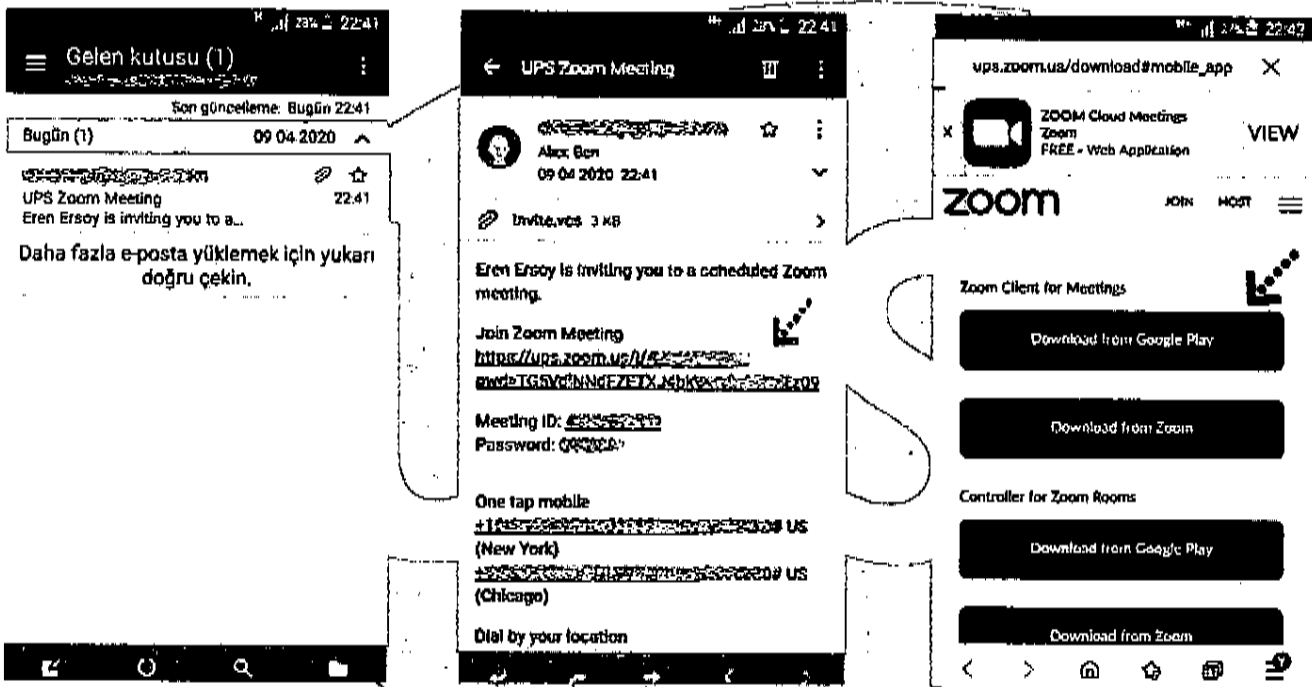 22:41
Gelen kutusu (1)
Son güncelleme: Bugün 22:41
Bugün (1) 09 04 2020
UPS Zoom Meeting 22:41
Eren Ersoy is inviting you to a...
Daha fazla e-posta yüklemek için yukarı
doğru çekin.
22 41
UPS Zoom Meeting
Alex Ben
09 04 2020 22:41
invite.vcs 3 KB
Eren Ersoy is inviting you to a scheduled Zoom
meeting.
Join Zoom Meeting
https://ups.zoom.us/j/
Meeting ID:
Password:
One tap mobile
US
(New York)
US
(Chicago)
Dial by your location
22:42
ups.zoom.us/download#mobile_app
ZOOM Cloud Meetings
Zoom
FREE - Web Application
VIEW
zoom JOIN HOST
Zoom Client for Meetings
Download from Google Play
Download from Zoom
Controller for Zoom Rooms
Download from Google Play
Download from Zoom